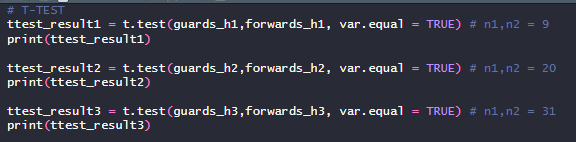 # T-TEST
ttest_result1 = t.test(guards_h1,forwards_h1, var.equal = TRUE) # n1,n2 = 9
print(ttest_result1)
ttest_result2 = t.test(guards_h2,forwards_h2, var.equal = TRUE) # n1,n2 = 20
print(ttest_result2)
ttest_result3 = t.test(guards_h3,forwards_h3, var.equal = TRUE) # n1,n2 = 31
print(ttest_result3)